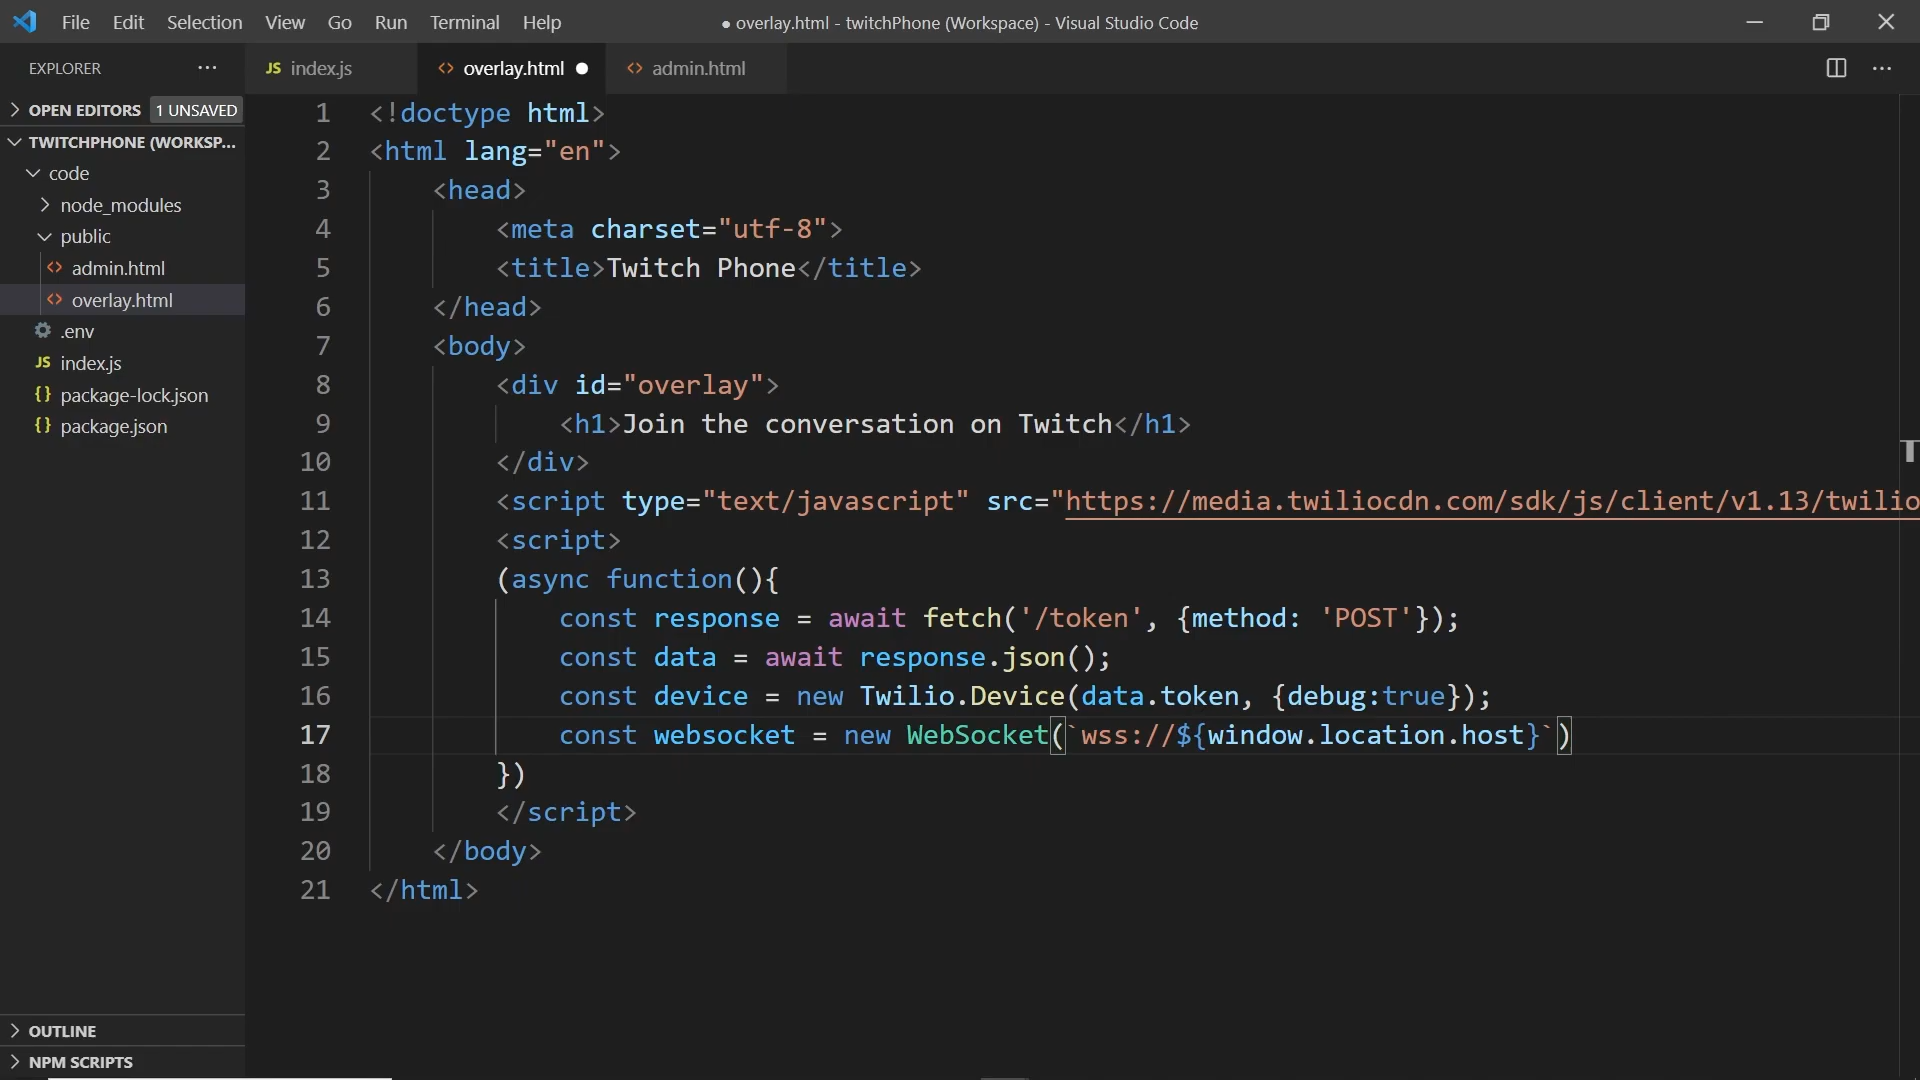 File Edit Selection View Go Run Terminal Help
● overlay.html - twitchPhone (Workspace) - Visual Studio Code
EXPLORER ...
JS index.js
<> overlay.html ●
<> admin.html
...
OPEN EDITORS 1 UNSAVED
TWITCHPHONE (WORKSP...
code
node_modules
public
<> admin.html
<> overlay.html
.env
JS index.js
{} package-lock.json
{} package.json
OUTLINE
NPM SCRIPTS
1 <!doctype html>
2 <html lang="en">
3 <head>
4 <meta charset="utf-8">
5 <title>Twitch Phone</title>
6 </head>
7 <body>
8 <div id="overlay">
9 <h1>Join the conversation on Twitch</h1>
10 </div>
11 <script type="text/javascript" src="https://media.twiliocdn.com/sdk/js/client/v1.13/twilio
12 <script>
13 (async function(){
14 const response = await fetch('/token', {method: 'POST'});
15 const data = await response.json();
16 const device = new Twilio.Device(data.token, {debug:true});
17 const websocket = new WebSocket(`wss://${window.location.host}`)
18 })
19 </script>
20 </body>
21 </html>